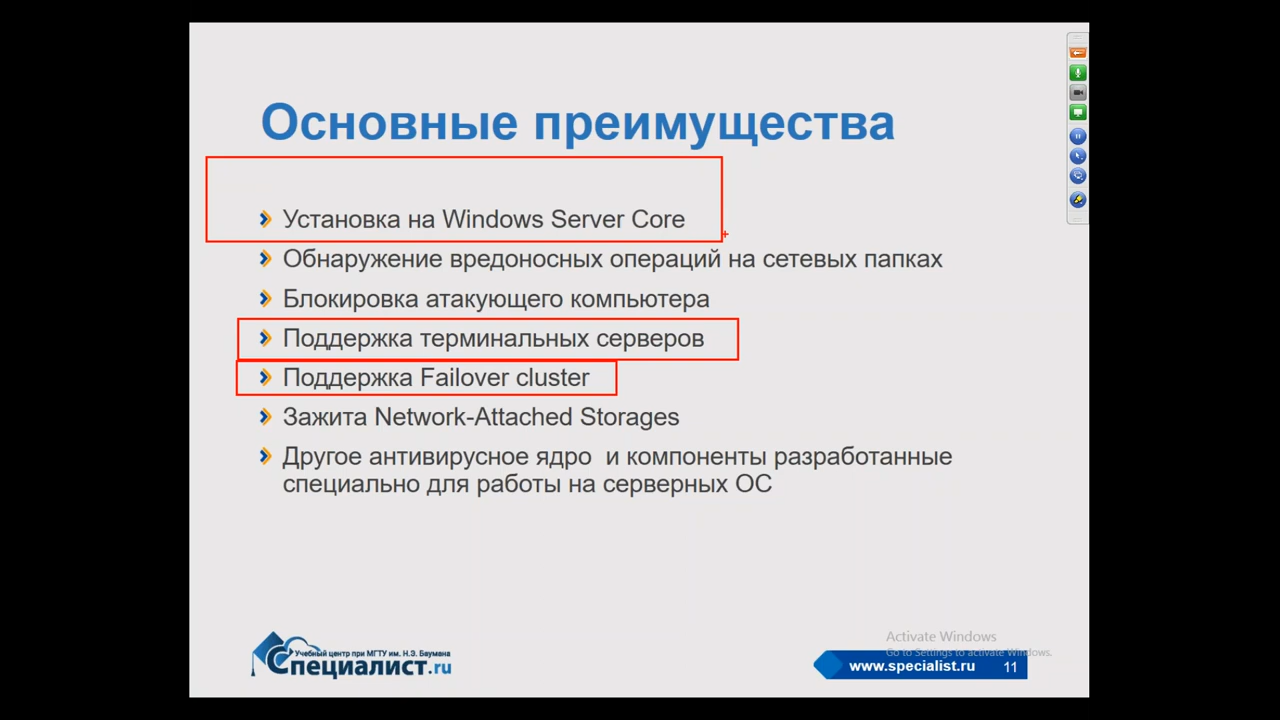 Основные преимущества
Установка на Windows Server Core
Обнаружение вредоносных операций на сетевых папках
Блокировка атакующего компьютера
Поддержка терминальных серверов
Поддержка Failover cluster
Зажита Network-Attached Storages
Другое антивирусное ядро и компоненты разработанные
специально для работы на серверных ОС
Учебный центр при МГТУ им. Н.Э. Баумана
Специалист.ru
Activate Windows
Go to Settings to activate Windows.
www.specialist.ru 11